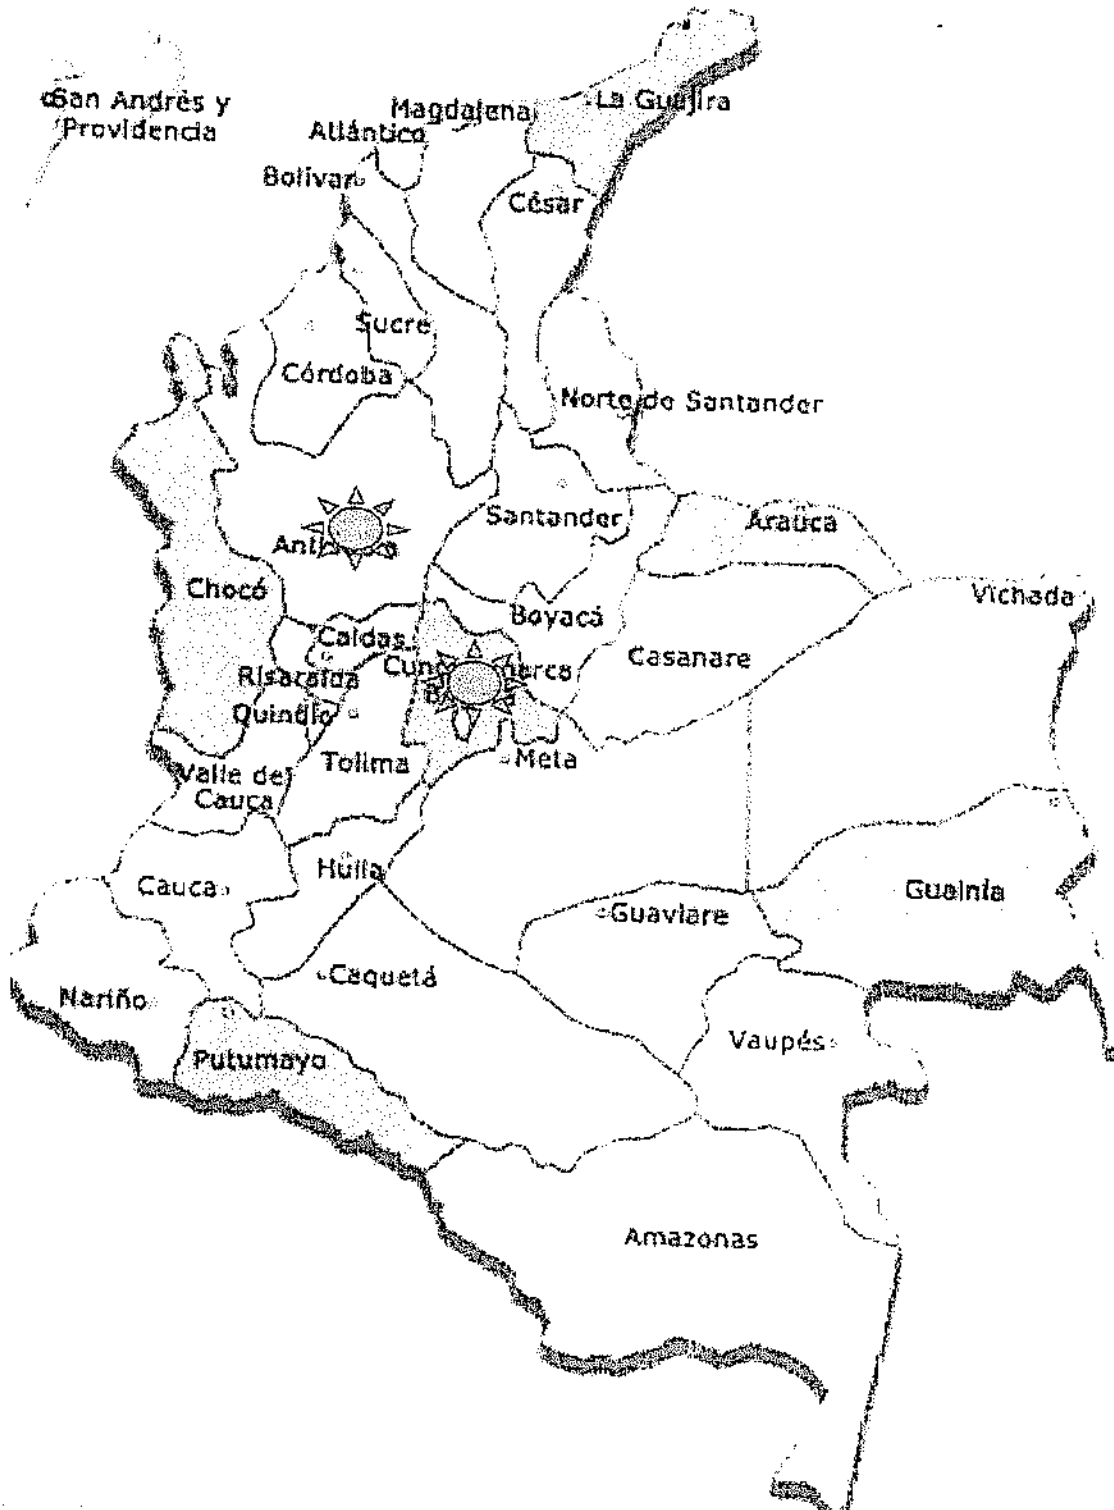 San Andrés y
Providencia
La Guajira
Magdalena
Atlántico
Bolivar
César
Sucre
Córdoba
Norte de Santander
Santander
Arauca
Chocó
Vichada
Boyacá
Caldas
Casanare
Risaralda
Quindío
Meta
Tolima
Valle del
Cauca
Huila
Cauca
Guainía
Guaviare
Caquetá
Nariño
Vaupés
Putumayo
Amazonas